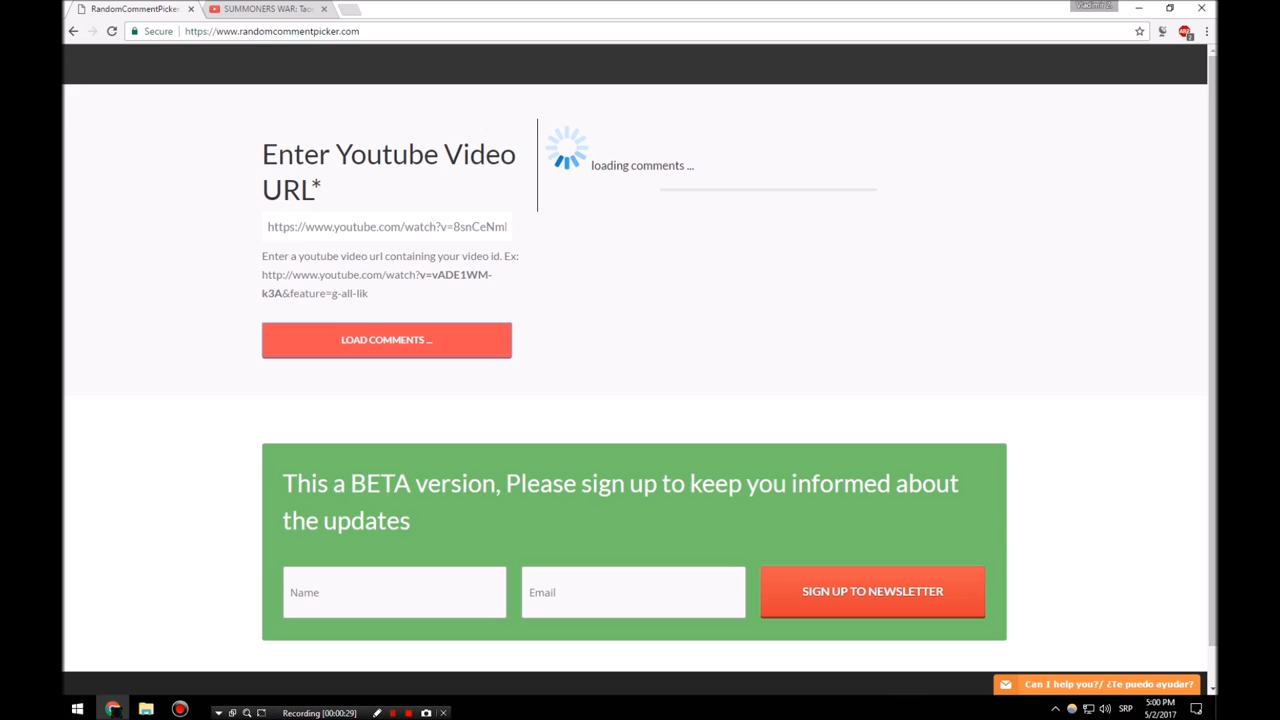 RandomCommentPicker
SUMMONERS WAR: Tao
Vladimir Z.
Secure
https://www.randomcommentpicker.com
Enter Youtube Video
URL*
loading comments ...
https://www.youtube.com/watch?v=8snCeNml
Enter a youtube video url containing your video id. Ex:
http://www.youtube.com/watch?v=vADE1WM-
k3A&feature=g-all-lik
LOAD COMMENTS ...
This a BETA version, Please sign up to keep you informed about
the updates
Name
Email
SIGN UP TO NEWSLETTER
Can I help you?/ ¿Te puedo ayudar?
Recording [00:00:29]
SRP
5:00 PM
5/2/2017